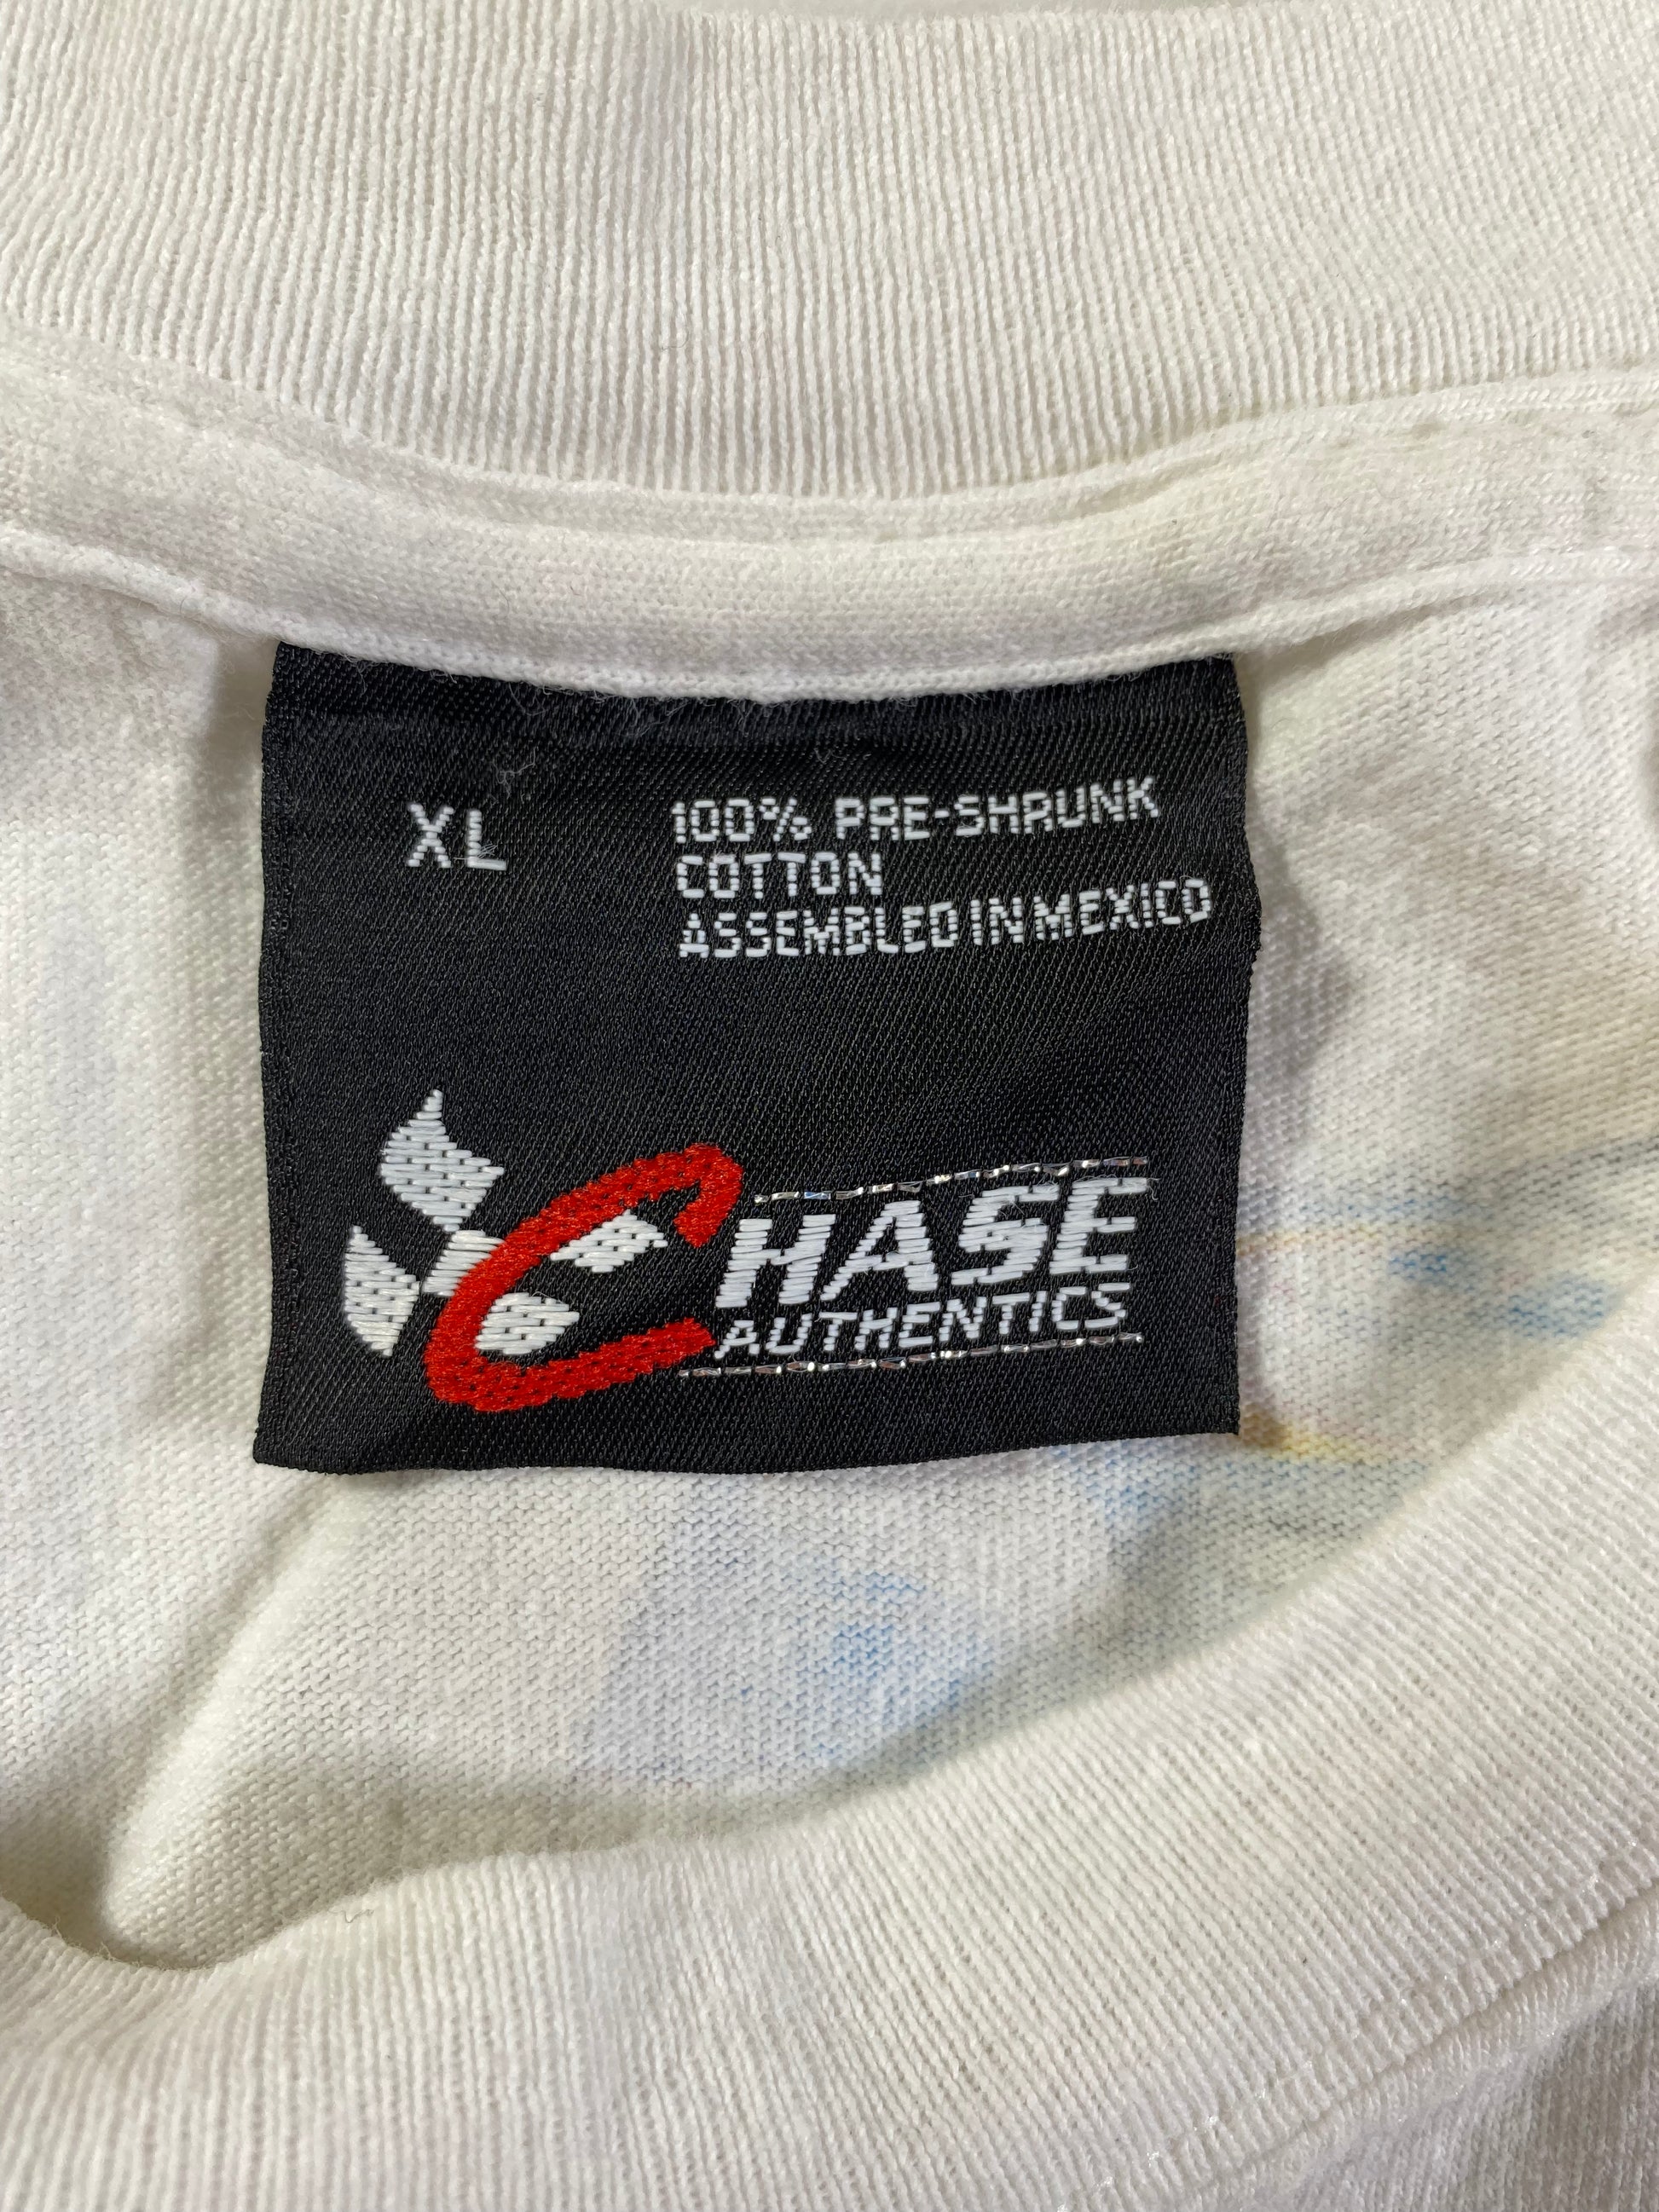 XL
100% PRE-SHRUNK
COTTON
ASSEMBLED IN MEXICO
CHASE
AUTHENTICS